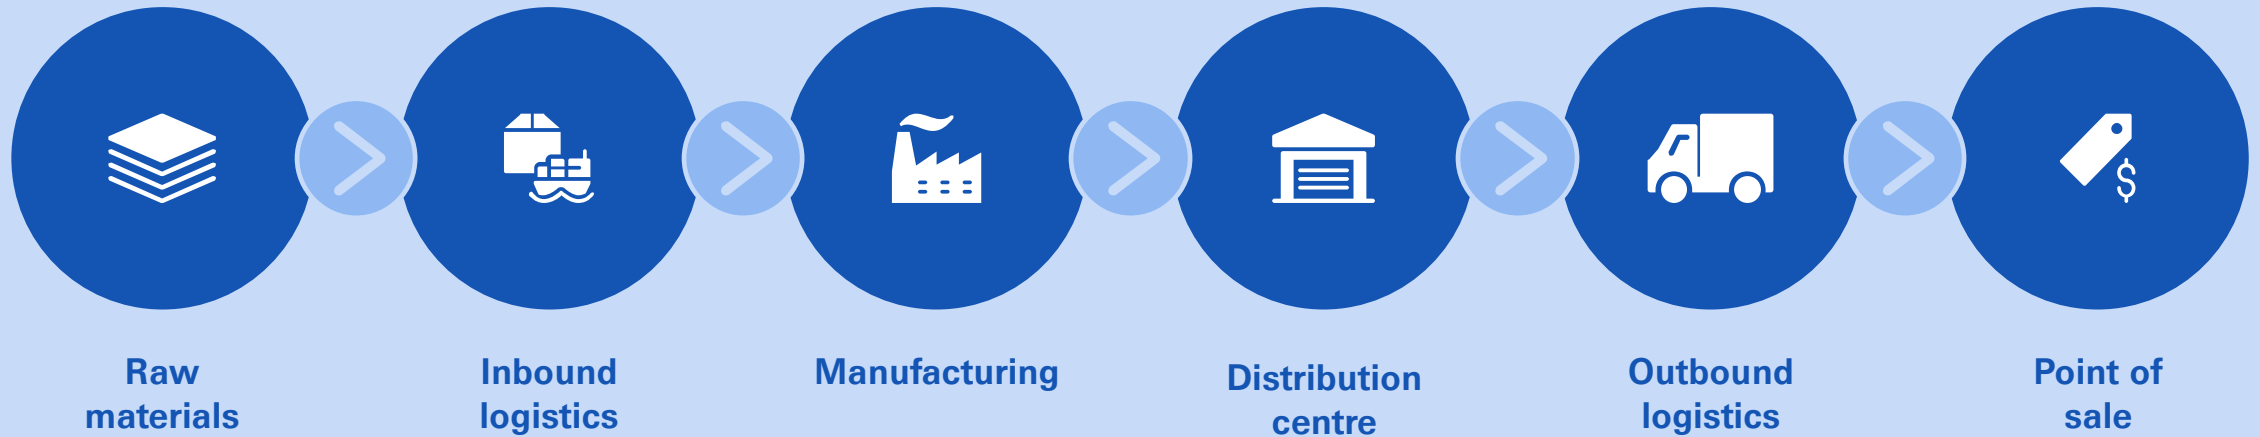 Raw
materials
Inbound
logistics
Manufacturing
Distribution
centre
Outbound
logistics
Point of
sale
$